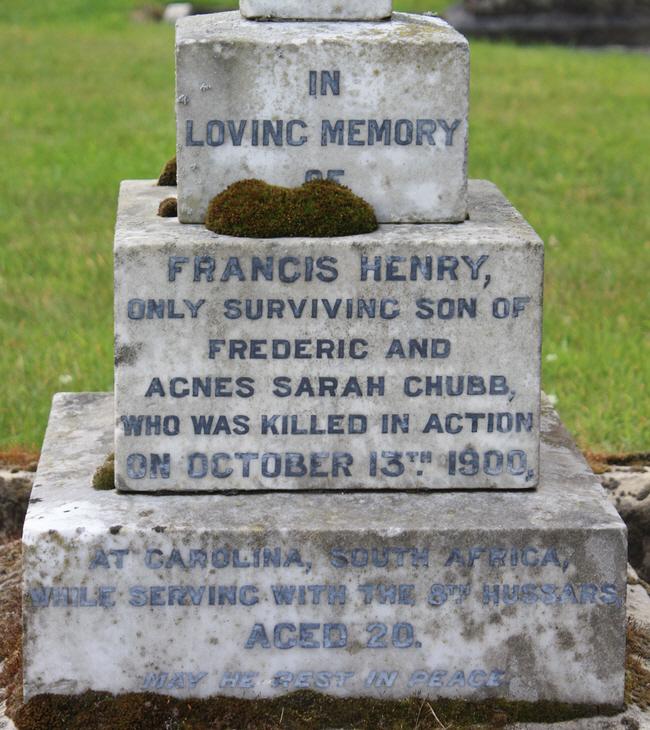 IN
LOVING MEMORY
OF
FRANCIS HENRY,
ONLY SURVIVING SON OF
FREDERIC AND
AGNES SARAH CHUBB,
WHO WAS KILLED IN ACTION
ON OCTOBER 13TH 1900,
AT CAROLINA, SOUTH AFRICA,
WHILE SERVING WITH THE 8TH HUSSARS,
AGED 20.
MAY HE REST IN PEACE